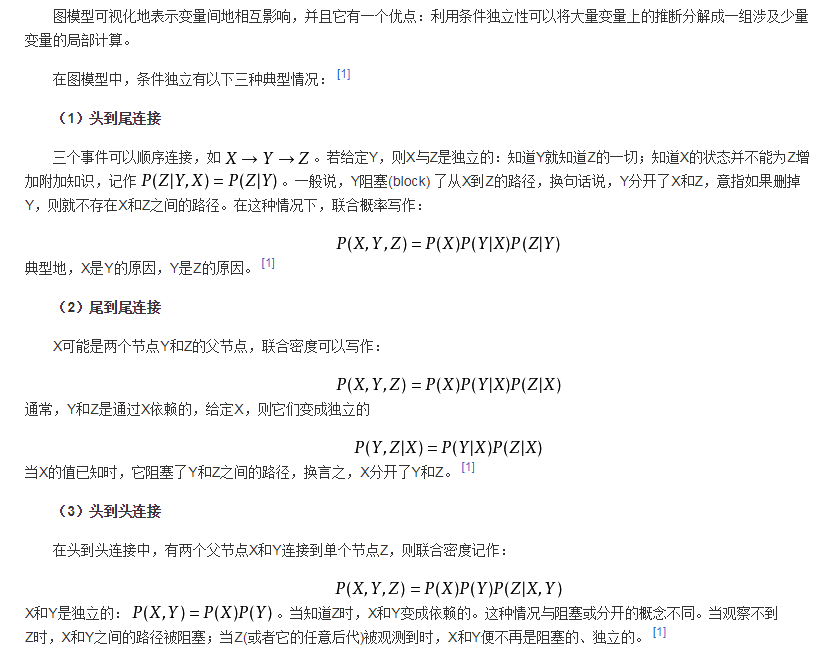 图模型可视化地表示变量间地相互影响，并且它有一个优点：利用条件独立性可以将大量变量上的推断分解成一组涉及少量
变量的局部计算。
在图模型中，条件独立有以下三种典型情况： [1]
（1）头到尾连接
三个事件可以顺序连接，如 X → Y → Z 。若给定Y，则X与Z是独立的：知道Y就知道Z的一切；知道X的状态并不能为Z增
加附加知识，记作 P(Z|Y,X) = P(Z|Y) 。一般说，Y阻塞(block) 了从X到Z的路径，换句话说，Y分开了X和Z，意指如果删掉
Y，则就不存在X和Z之间的路径。在这种情况下，联合概率写作：
P(X,Y,Z) = P(X)P(Y|X)P(Z|Y)
典型地，X是Y的原因，Y是Z的原因。 [1]
（2）尾到尾连接
X可能是两个节点Y和Z的父节点，联合密度可以写作：
P(X,Y,Z) = P(X)P(Y|X)P(Z|X)
通常，Y和Z是通过X依赖的，给定X，则它们变成独立的
P(Y,Z|X) = P(Y|X)P(Z|X)
当X的值已知时，它阻塞了Y和Z之间的路径，换言之，X分开了Y和Z。 [1]
（3）头到头连接
在头到头连接中，有两个父节点X和Y连接到单个节点Z，则联合密度记作：
P(X,Y,Z) = P(X)P(Y)P(Z|X,Y)
X和Y是独立的： P(X,Y) = P(X)P(Y) 。当知道Z时，X和Y变成依赖的。这种情况与阻塞或分开的概念不同。当观察不到
Z时，X和Y之间的路径被阻塞；当Z(或者它的任意后代)被观测到时，X和Y便不再是阻塞的、独立的。 [1]